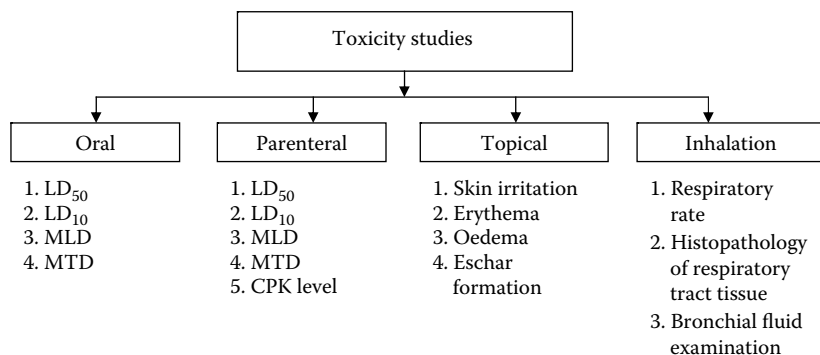 Toxicity studies
Oral
1. LD50
2. LD10
3. MLD
4. MTD
Parenteral
1. LD50
2. LD10
3. MLD
4. MTD
5. CPK level
Topical
1. Skin irritation
2. Erythema
3. Oedema
4. Eschar
formation
Inhalation
1. Respiratory
rate
2. Histopathology
of respiratory
tract tissue
3. Bronchial fluid
examination